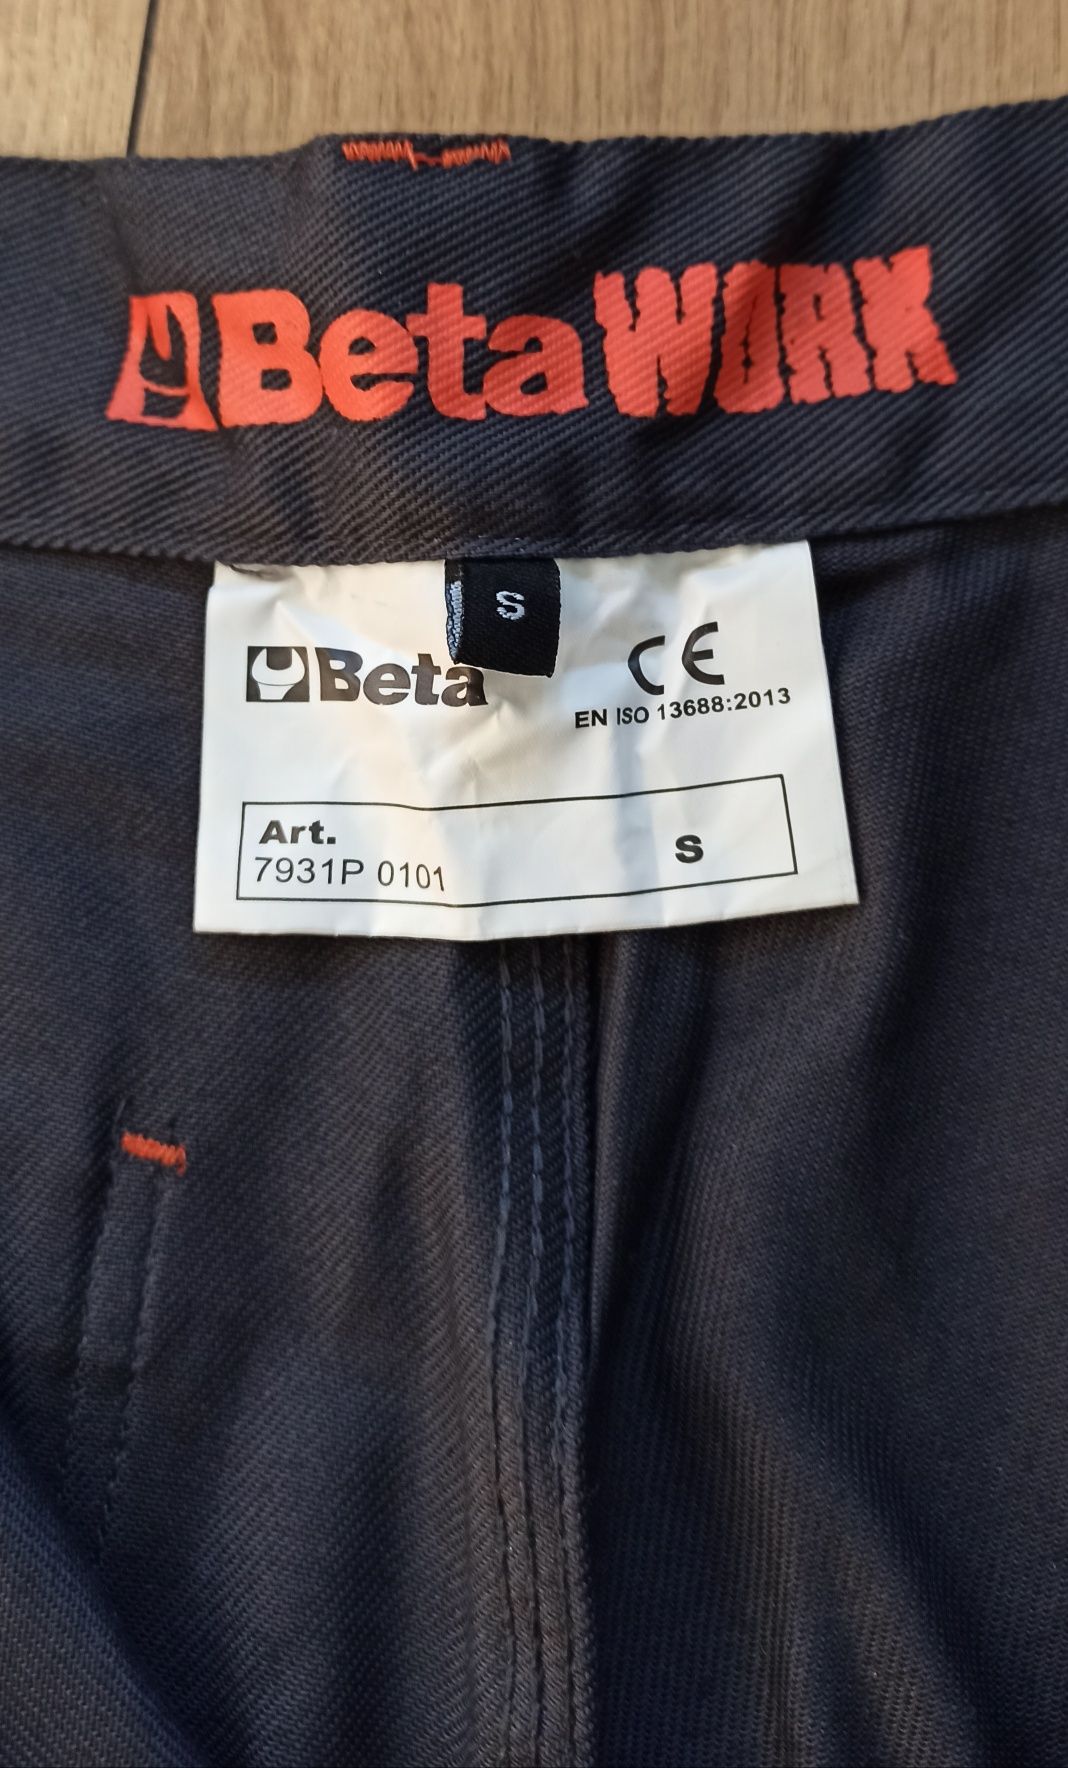 BetaWORK
S
Beta
CE
EN ISO 13688:2013
Art.
7931P 0101
S